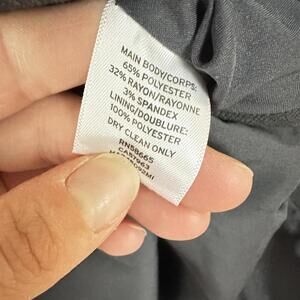 MAIN BODY/CORPS:
65% POLYESTER
32% RAYON/RAYONNE
3% SPANDEX
LINING/DOUBLURE:
100% POLYESTER
DRY CLEAN ONLY
RN58665